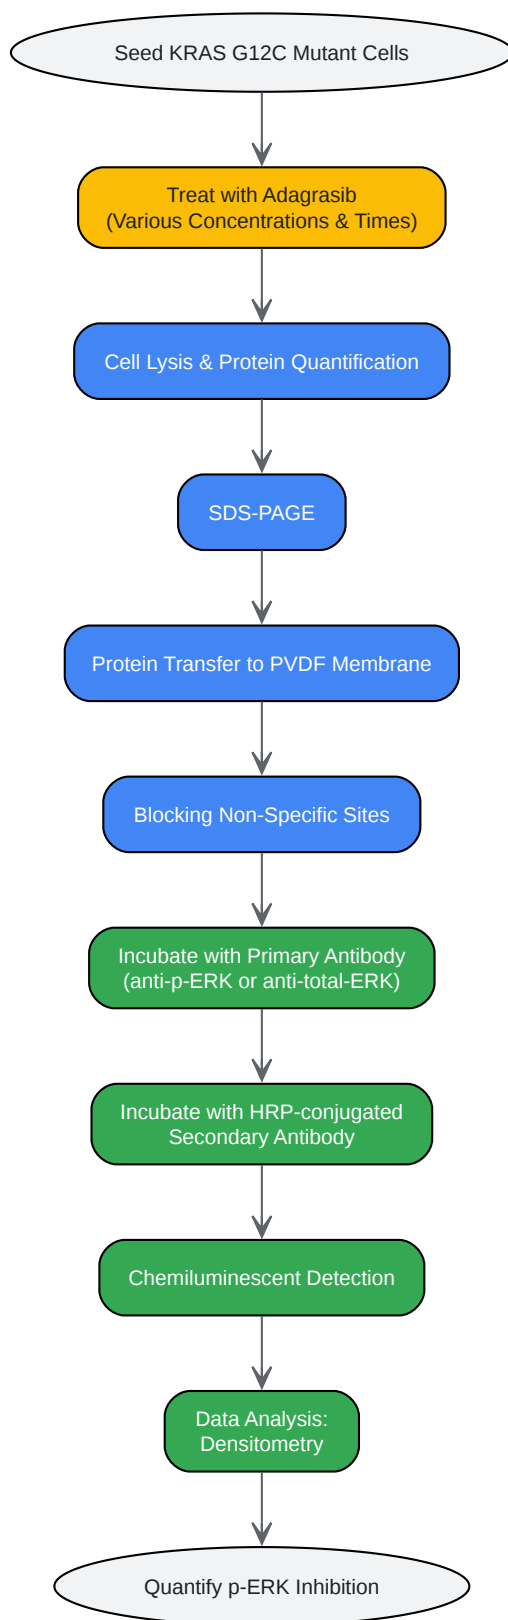 Seed KRAS G12C Mutant Cells
Treat with Adagrasib
(Various Concentrations & Times)
Cell Lysis & Protein Quantification
SDS-PAGE
Protein Transfer to PVDF Membrane
Blocking Non-Specific Sites
Incubate with Primary Antibody
(anti-p-ERK or anti-total-ERK)
Incubate with HRP-conjugated
Secondary Antibody
Chemiluminescent Detection
Data Analysis:
Densitometry
Quantify p-ERK Inhibition